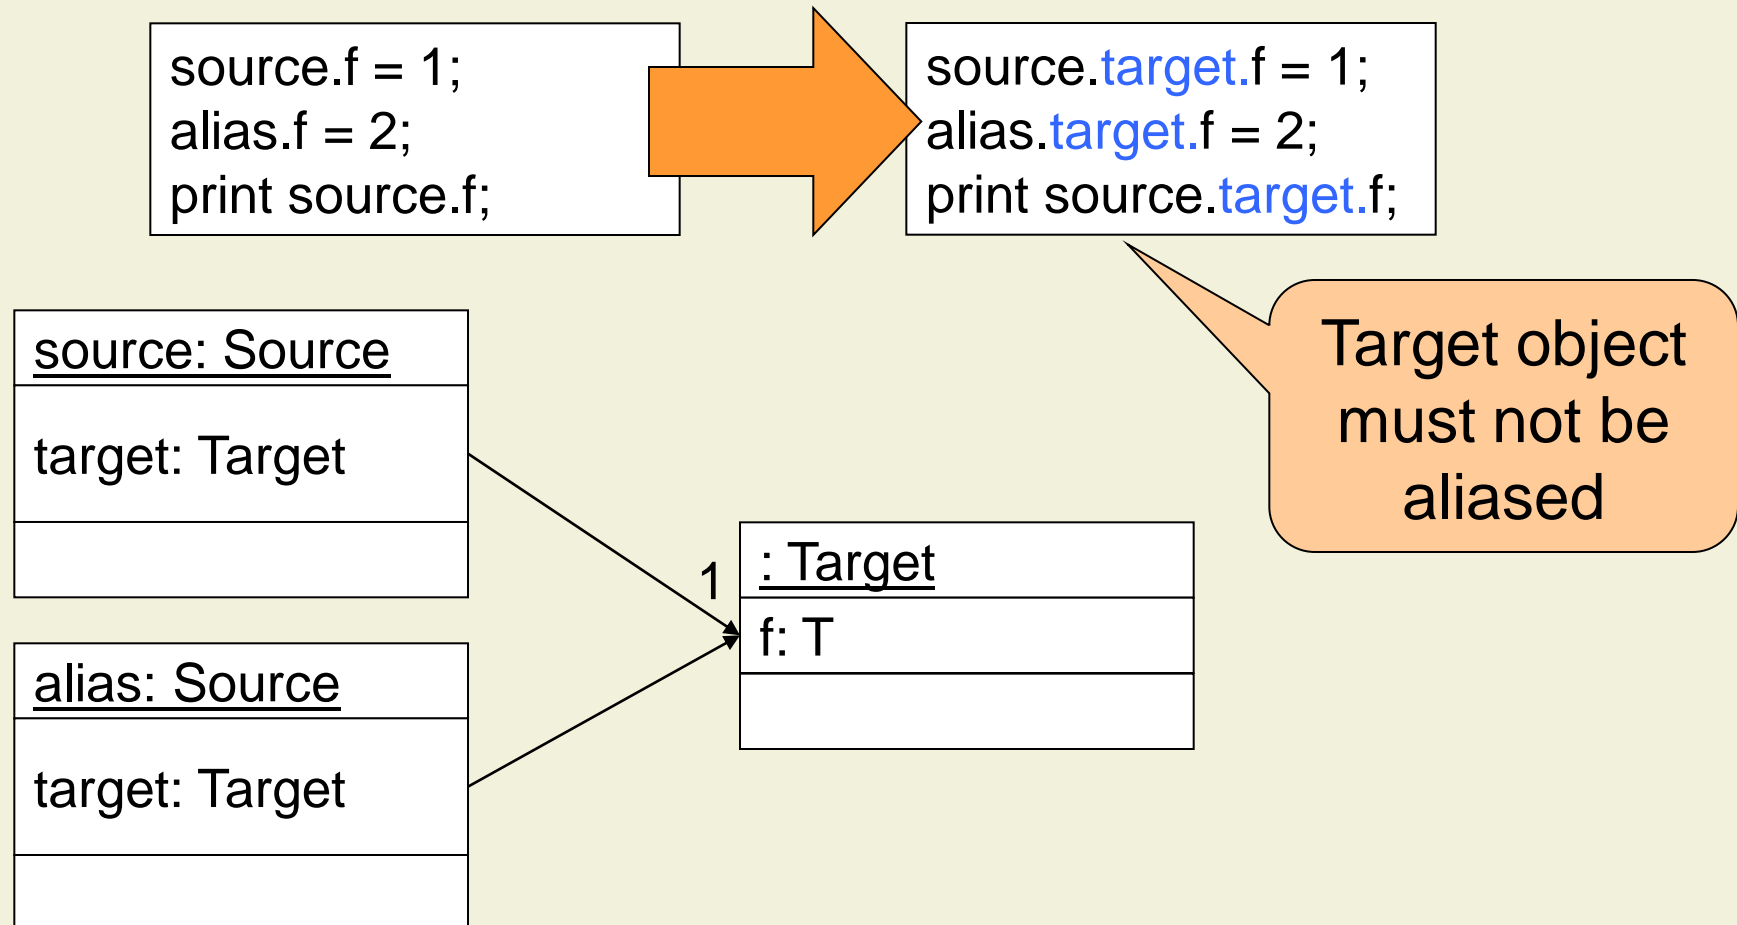 source.f = 1;
alias.f = 2;
print source.f;
source.target.f = 1;
alias.target.f = 2;
print source.target.f;
Target object
must not be
aliased
source: Source
target: Target
1
: Target
f: T
alias: Source
target: Target